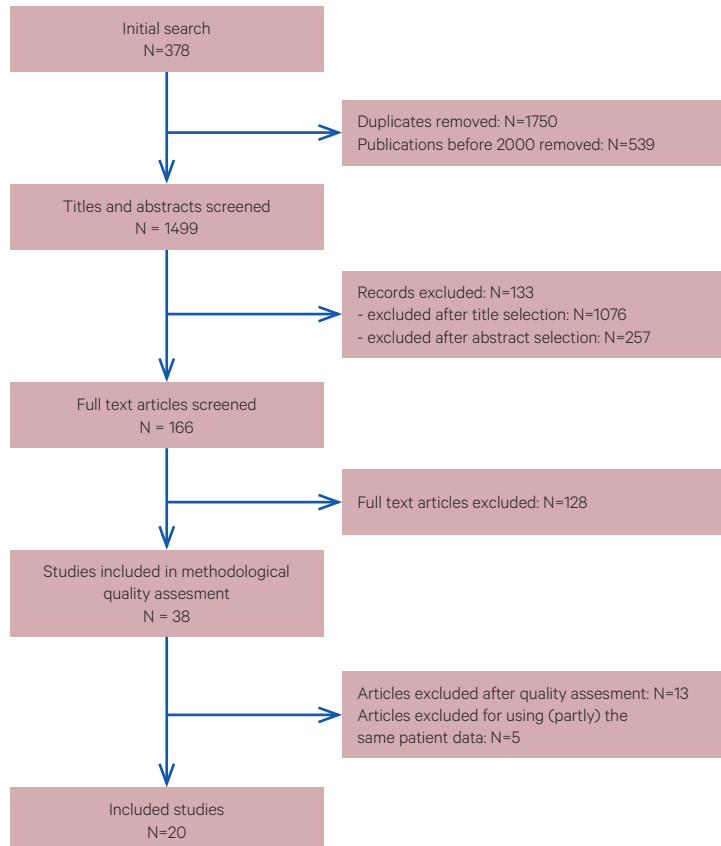 Initial search
N=378
Duplicates removed: N=1750
Publications before 2000 removed: N=539
Titles and abstracts screened
N = 1499
Records excluded: N=133
- excluded after title selection: N=1076
- excluded after abstract selection: N=257
Full text articles screened
N = 166
Full text articles excluded: N=128
Studies included in methodological
quality assesment
N = 38
Articles excluded after quality assesment: N=13
Articles excluded for using (partly) the
same patient data: N=5
Included studies
N=20